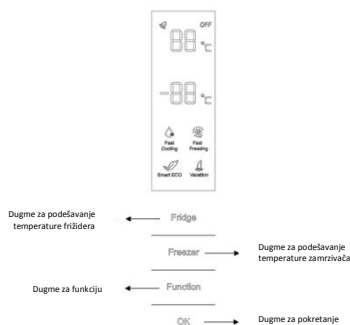 OFF
88 °C
-88 °C
Fast Cooling
Fast Freezing
Smart ECO
Varation
Dugme za podešavanje
temperature frižidera
Fridge
Freezer
Dugme za podešavanje
temperature zamrzivača
Dugme za funkciju
Function
OK
Dugme za pokretanje